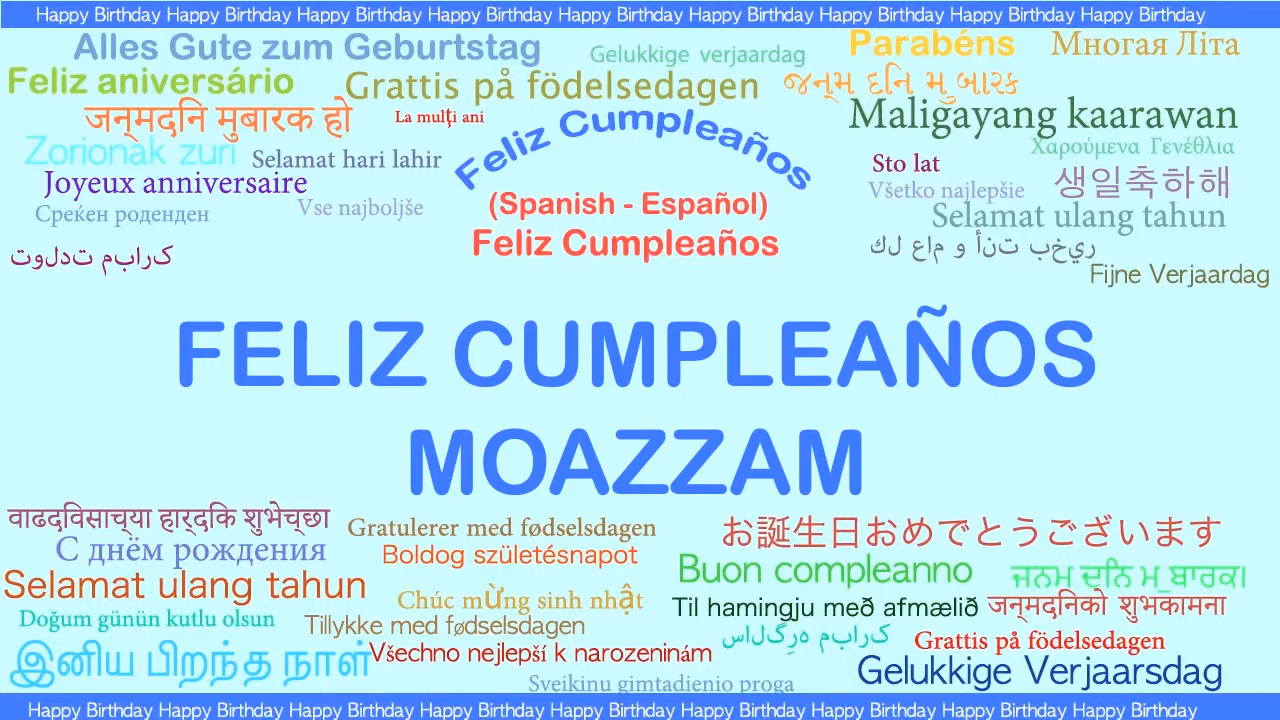 Happy Birthday Happy Birthday Happy Birthday Happy Birthday Happy Birthday Happy Birthday Happy Birthday Happy Birthday Happy Birthday
Alles Gute zum Geburtstag
Gelukkige verjaardag
Parabéns
Многая Літа
Feliz aniversário
Grattis på födelsedagen
જન્મ દિન મુબારક
जन्मदिन मुबारक हो
La mulţi ani
Feliz Cumpleaños
Maligayang kaarawan
Zorionak zuri
Selamat hari lahir
Χαρούμενα Γενέθλια
Sto lat
Joyeux anniversaire
Všetko najlepšie
생일축하해
(Spanish - Español)
Среќен роденден
Vse najboljše
Selamat ulang tahun
Feliz Cumpleaños
تولدت مبارک
كل عام و أنت بخير
Fijne Verjaardag
FELIZ CUMPLEAÑOS
MOAZZAM
वाढदिवसाच्या हार्दिक शुभेच्छा
Gratulerer med fødselsdagen
お誕生日おめでとうございます
С днём рождения
Boldog születésnapot
Buon compleanno
ਜਨਮ ਦਿਨ ਮੁਬਾਰਕ।
Selamat ulang tahun
Chúc mừng sinh nhật
Til hamingju með afmælið
जन्मदिनको शुभकामना
Doğum günün kutlu olsun
Tillykke med fødselsdagen
سالگرہ مبارک
Grattis på födelsedagen
இனிய பிறந்த நாள்
Všechno nejlepší k narozeninám
Gelukkige Verjaarsdag
Sveikinu gimtadienio proga
Happy Birthday Happy Birthday Happy Birthday Happy Birthday Happy Birthday Happy Birthday Happy Birthday Happy Birthday Happy Birthday